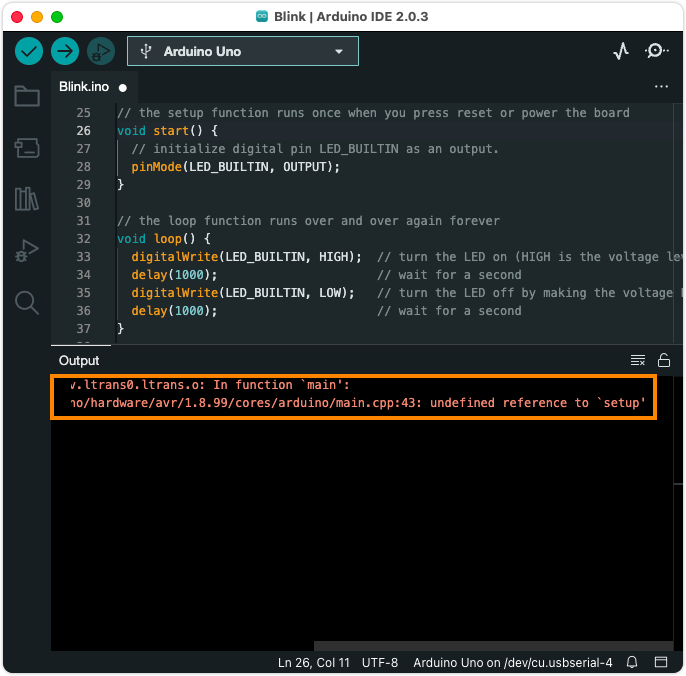 Blink | Arduino IDE 2.0.3
Arduino Uno
Blink.ino
25 // the setup function runs once when you press reset or power the board
26 void start() {
27 // initialize digital pin LED_BUILTIN as an output.
28 pinMode(LED_BUILTIN, OUTPUT);
29 }
30
31 // the loop function runs over and over again forever
32 void loop() {
33 digitalWrite(LED_BUILTIN, HIGH); // turn the LED on (HIGH is the voltage lev
34 delay(1000); // wait for a second
35 digitalWrite(LED_BUILTIN, LOW); // turn the LED off by making the voltage
36 delay(1000); // wait for a second
37 }
Output
v.ltrans0.ltrans.o: In function `main':
no/hardware/avr/1.8.99/cores/arduino/main.cpp:43: undefined reference to `setup'
Ln 26, Col 11 UTF-8 Arduino Uno on /dev/cu.usbserial-4